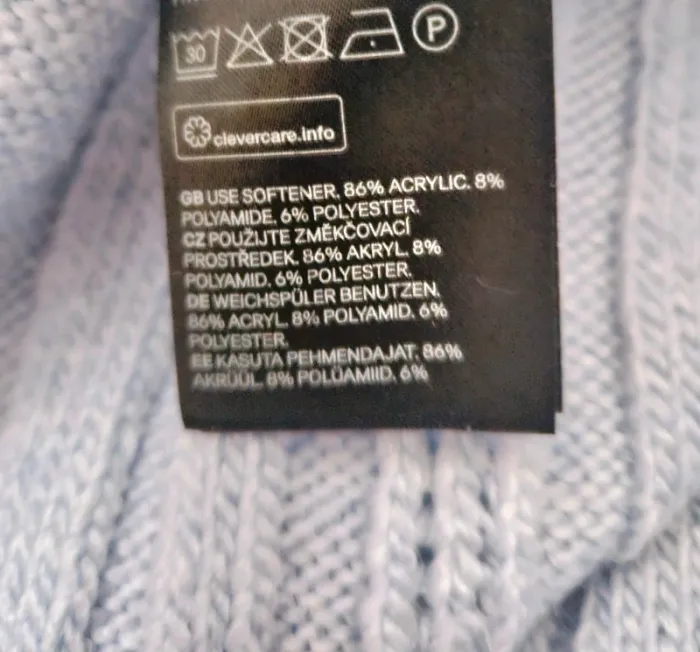 30 P
clevercare.info
GB USE SOFTENER. 86% ACRYLIC. 8%
POLYAMIDE. 6% POLYESTER.
CZ POUŽIJTE ZMĚKČOVACÍ
PROSTŘEDEK. 86% AKRYL. 8%
POLYAMID. 6% POLYESTER.
DE WEICHSPÜLER BENUTZEN.
86% ACRYL. 8% POLYAMID. 6%
POLYESTER.
EE KASUTA PEHMENDAJAT. 86%
AKRÜÜL. 8% POLÜAMIID. 6%